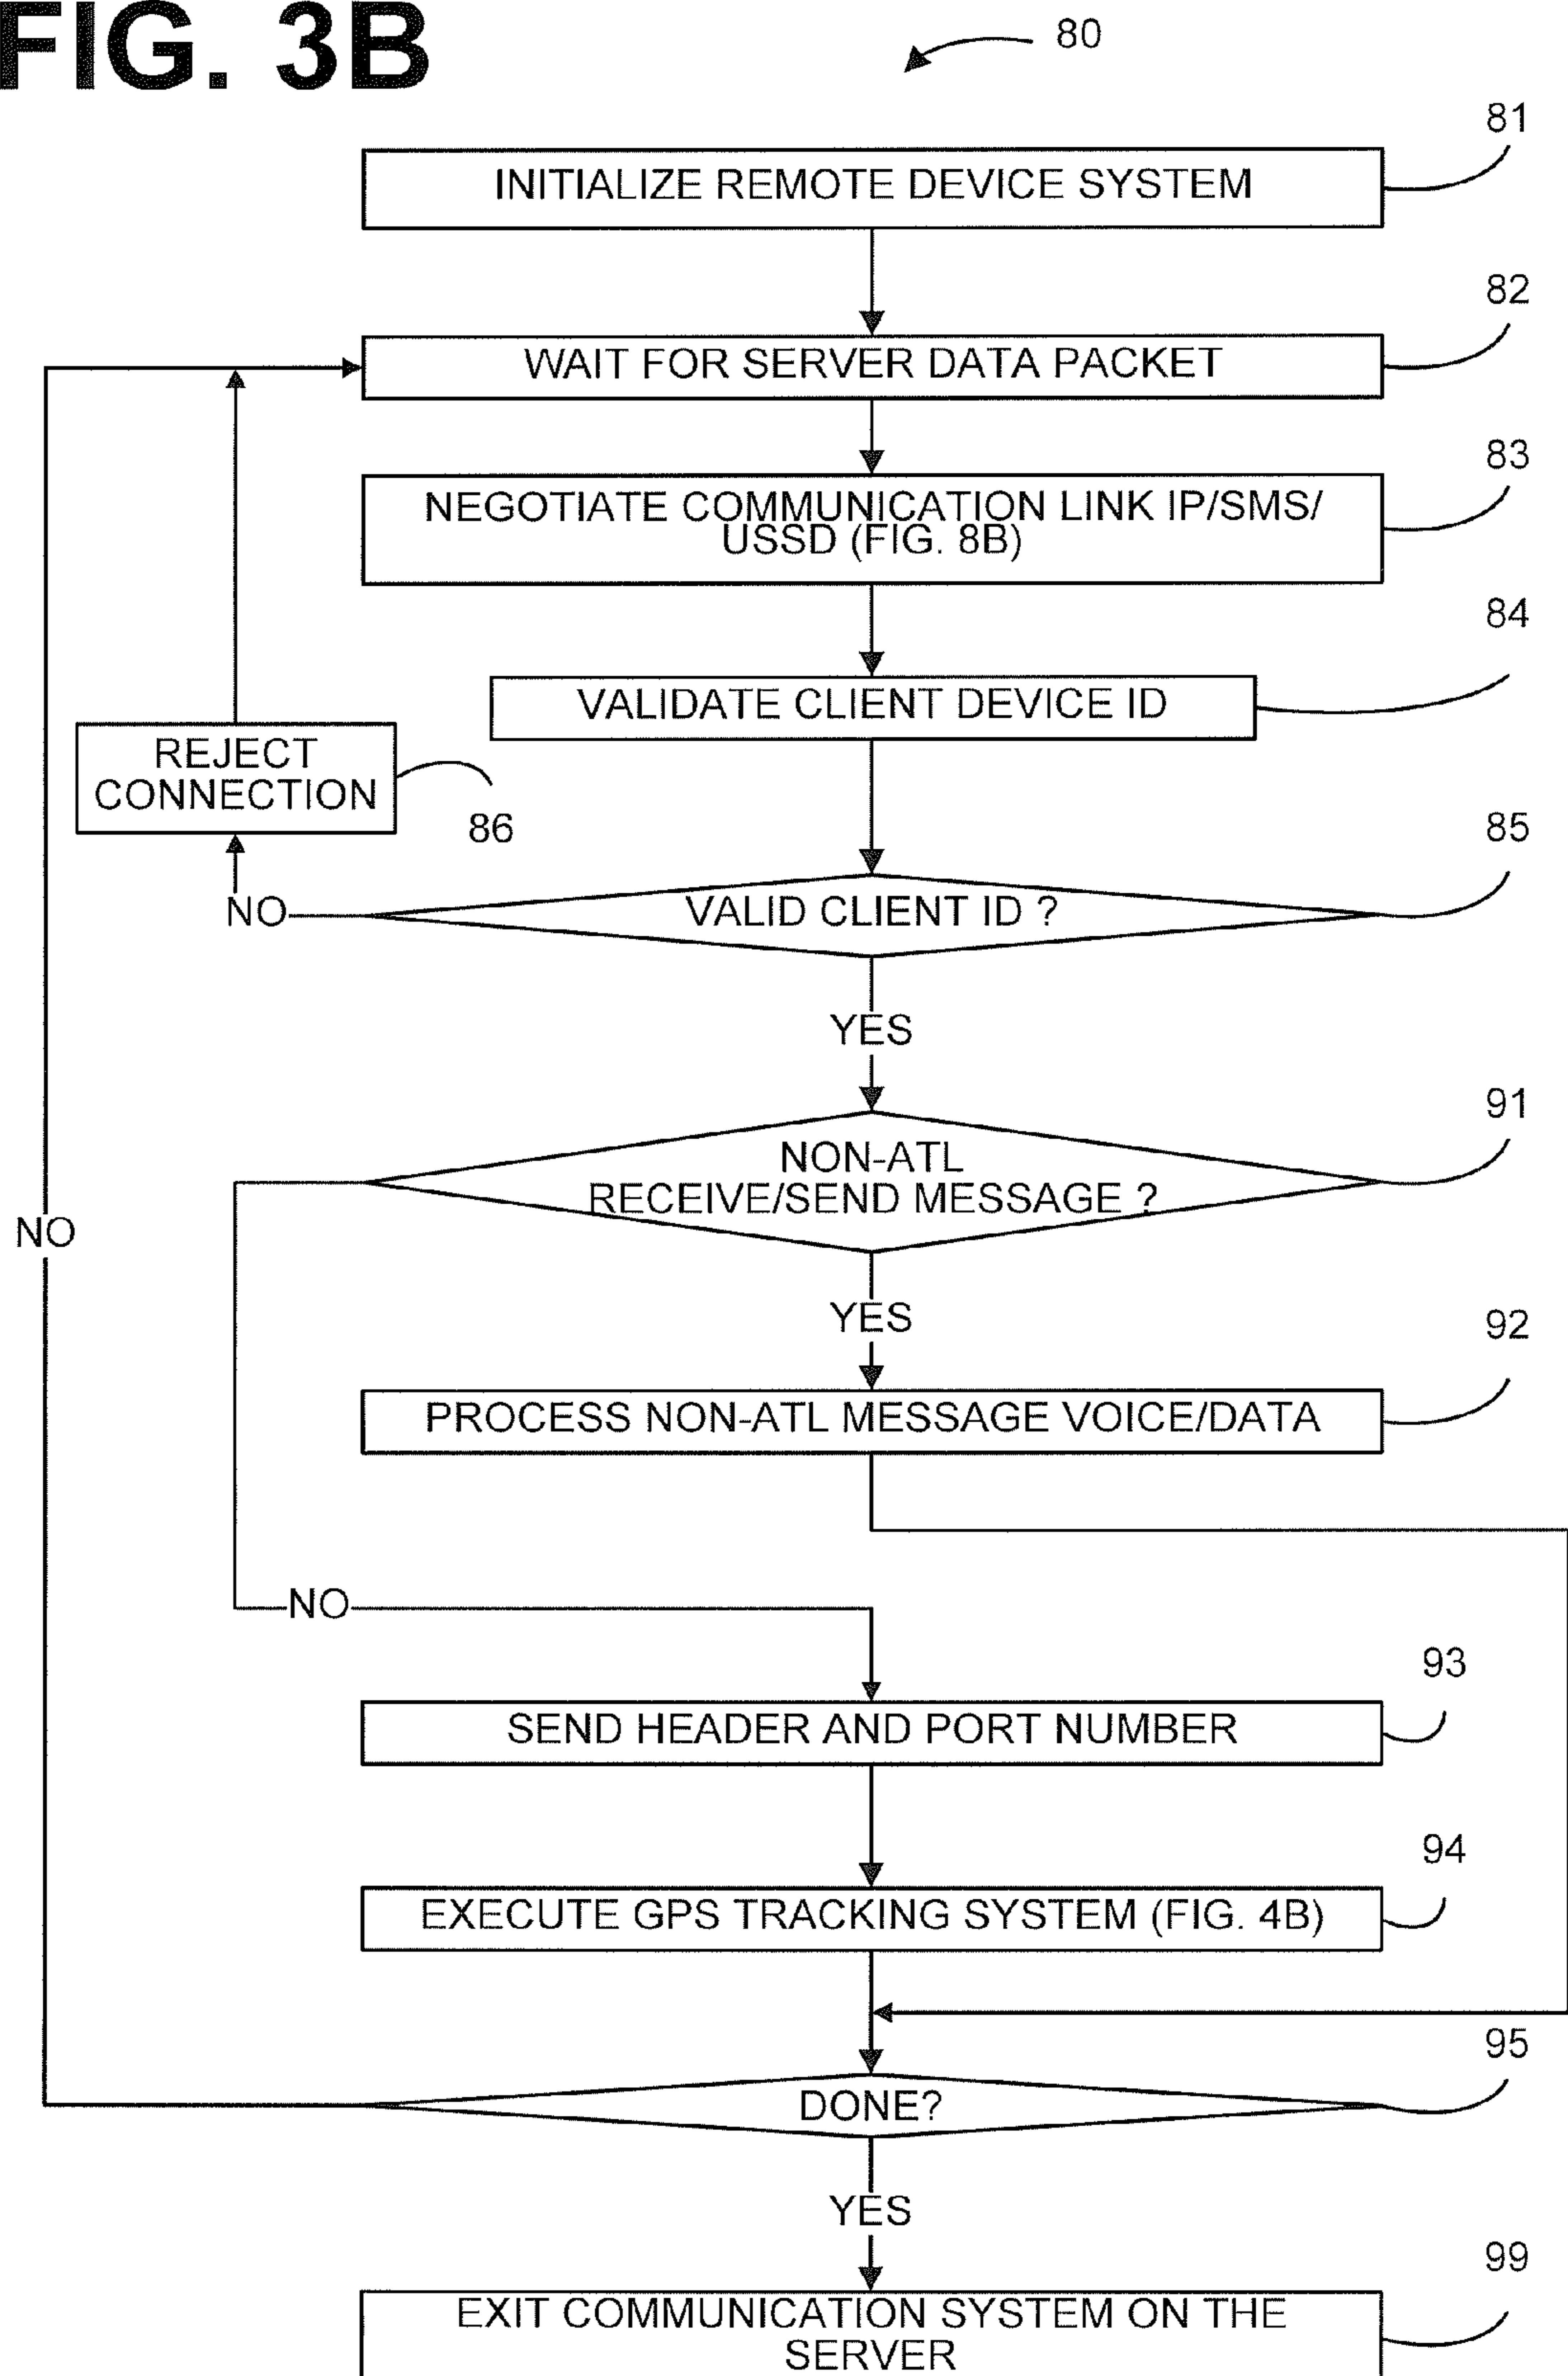 FIG. 3B
80
81
INITIALIZE REMOTE DEVICE SYSTEM
82
WAIT FOR SERVER DATA PACKET
83
NEGOTIATE COMMUNICATION LINK IP/SMS/
USSD (FIG. 8B)
84
VALIDATE CLIENT DEVICE ID
REJECT
CONNECTION
86
85
NO
VALID CLIENT ID ?
YES
91
NON-ATL
RECEIVE/SEND MESSAGE ?
NO
YES
92
PROCESS NON-ATL MESSAGE VOICE/DATA
NO
93
SEND HEADER AND PORT NUMBER
94
EXECUTE GPS TRACKING SYSTEM (FIG. 4B)
95
DONE?
YES
99
EXIT COMMUNICATION SYSTEM ON THE
SERVER